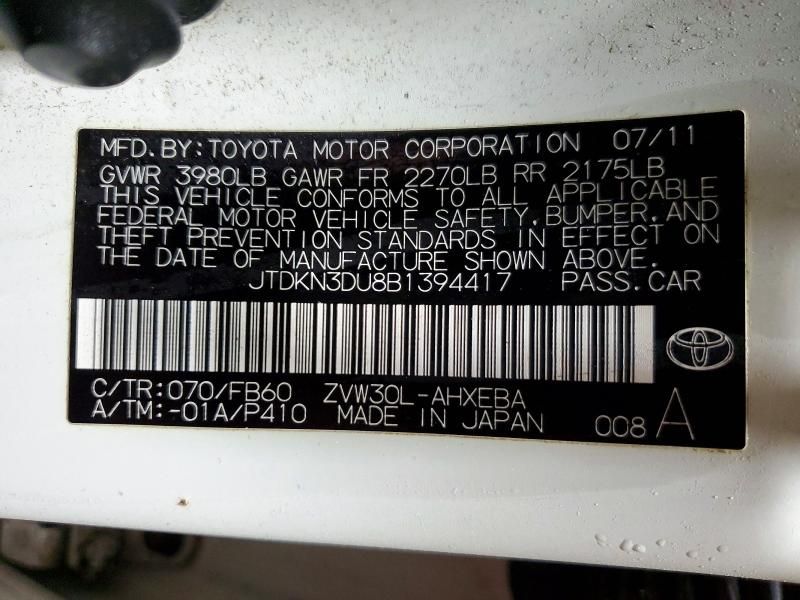 MFD.BY:TOYOTA MOTOR CORPORATION 07/11
GVWR 3980LB GAWR FR 2270LB RR 2175LB
THIS VEHICLE CONFORMS TO ALL APPLICABLE
FEDERAL MOTOR VEHICLE SAFETY,BUMPER,AND
THEFT PREVENTION STANDARDS IN EFFECT ON
THE DATE OF MANUFACTURE SHOWN ABOVE.
JTDKN3DU8B1394417 PASS.CAR
C/TR:070/FB60 ZVW30L-AHXEBA
A/TM:-01A/P410 MADE IN JAPAN 008 A